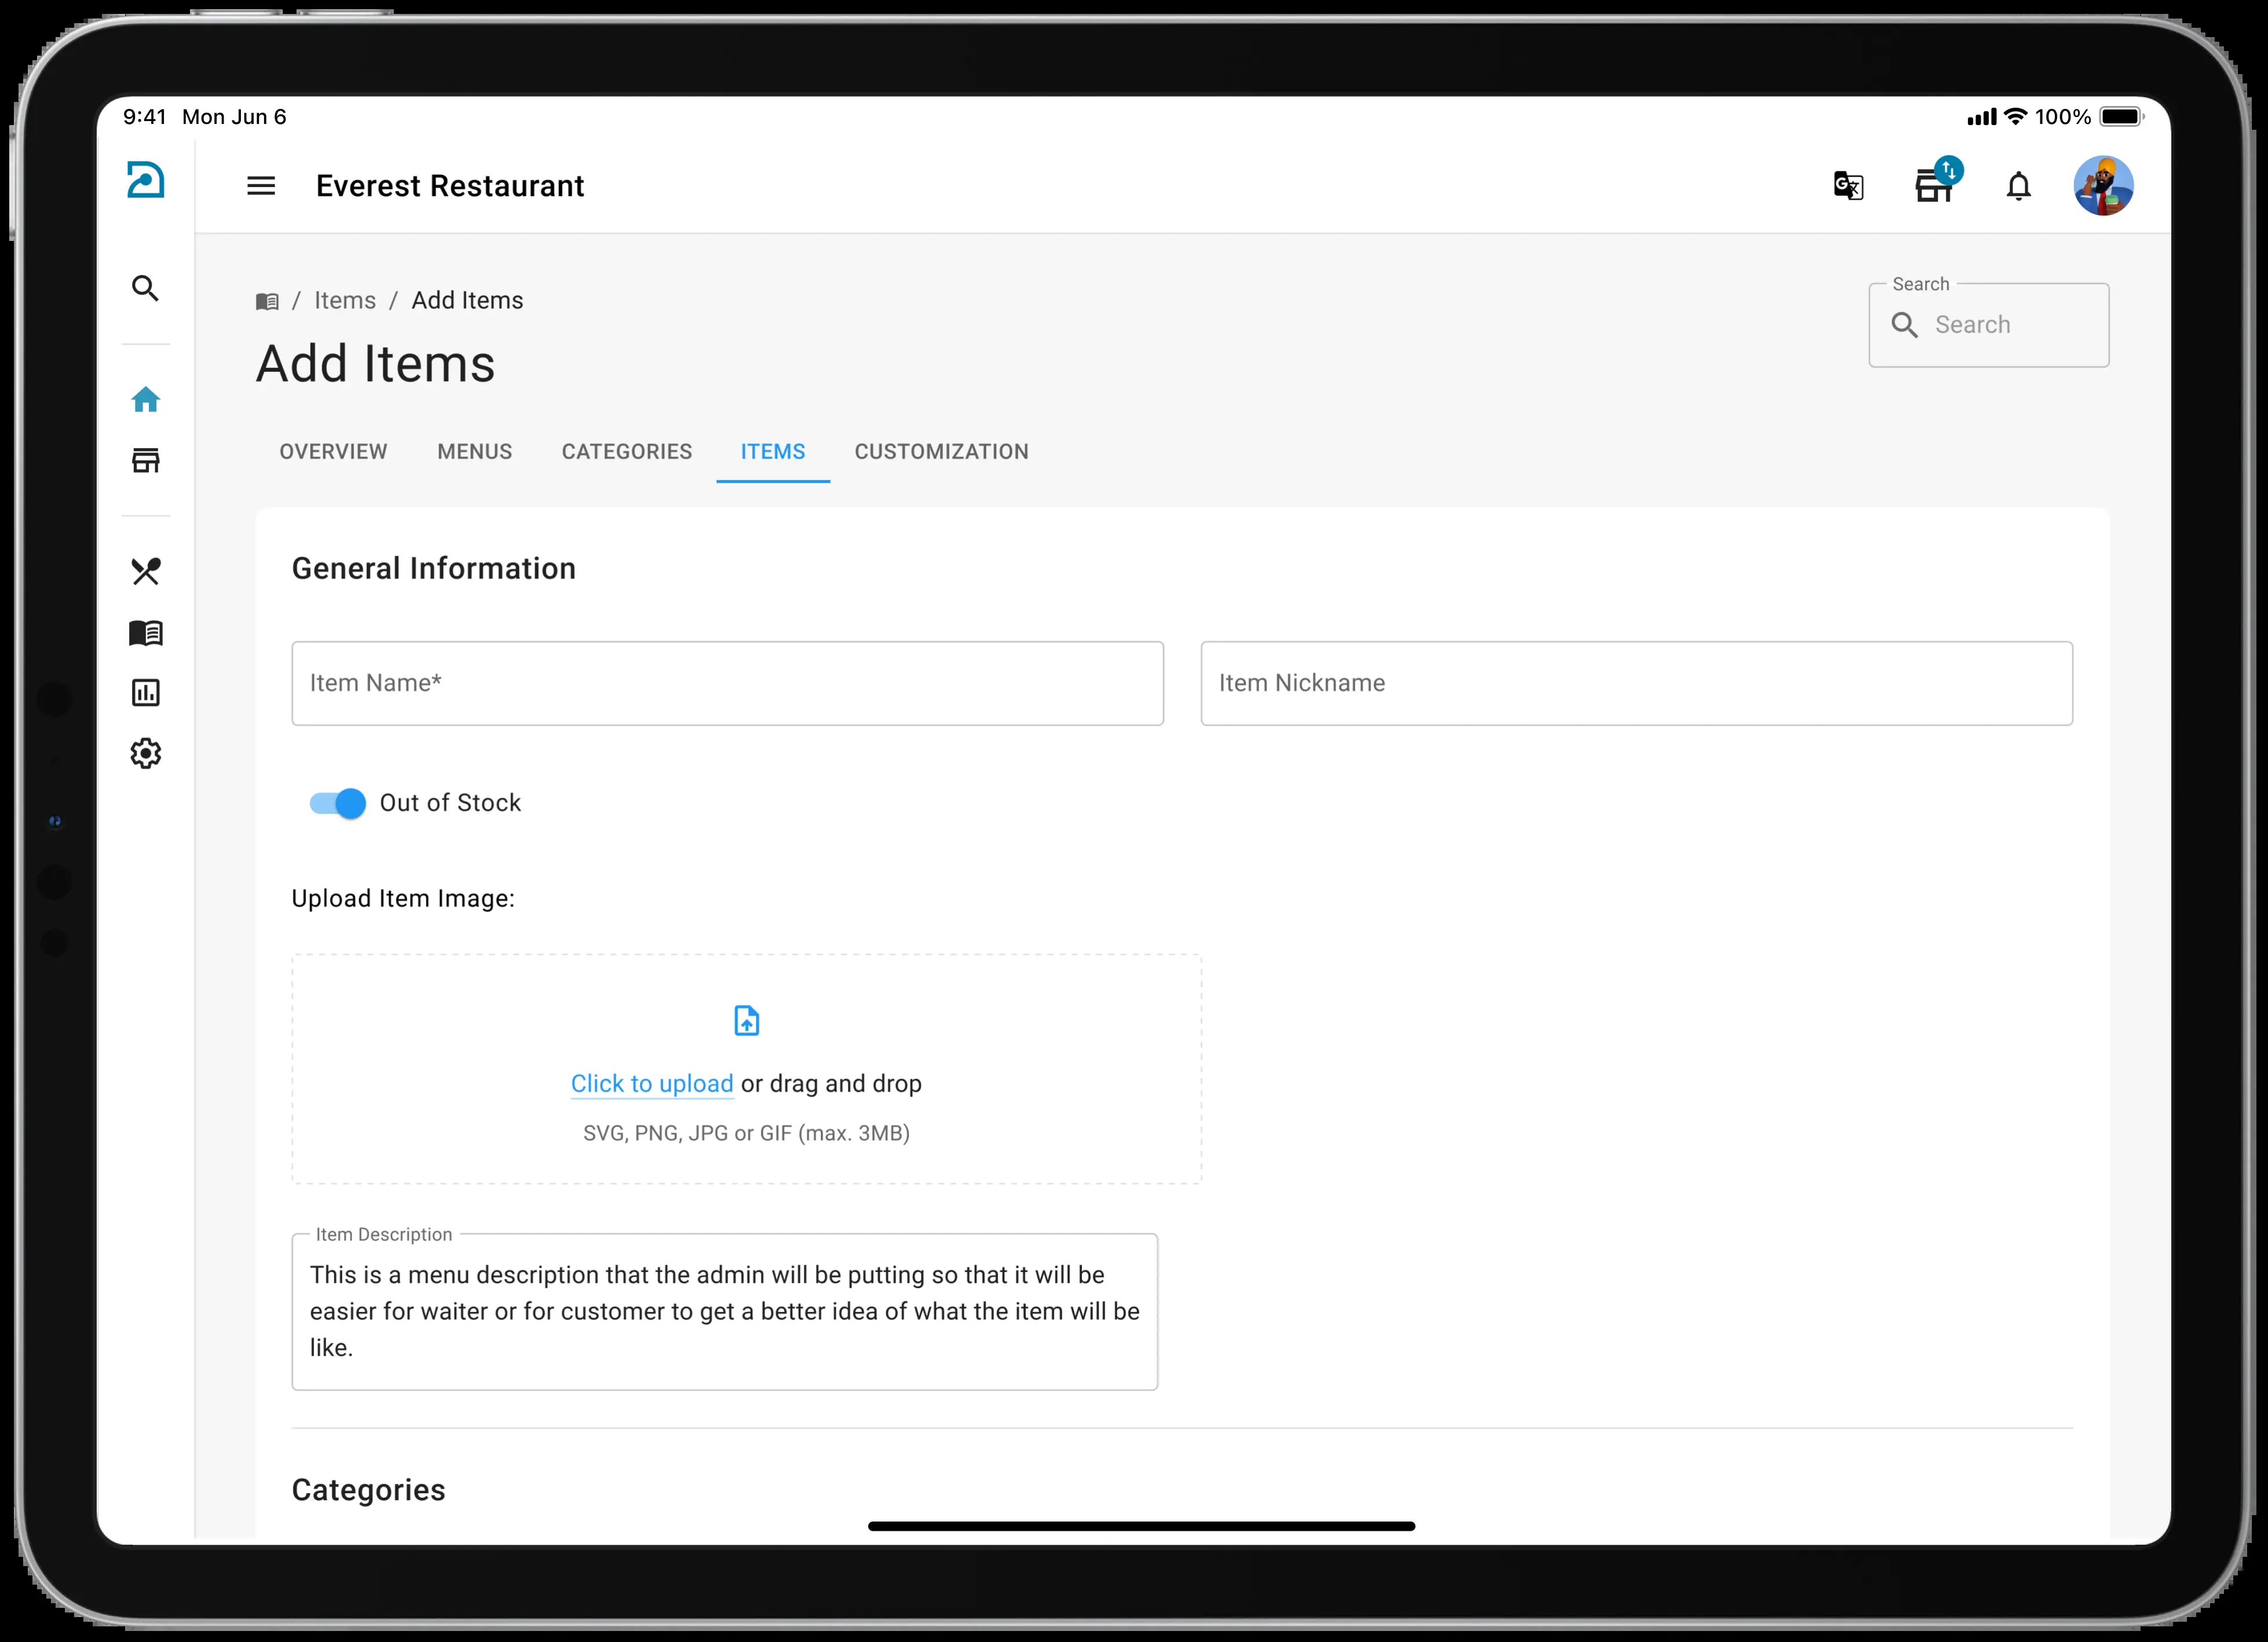 9:41 Mon Jun 6
100%
Everest Restaurant
/ Items / Add Items
Search
Search
Add Items
OVERVIEW MENUS CATEGORIES ITEMS CUSTOMIZATION
General Information
Item Name*
Item Nickname
Out of Stock
Upload Item Image:
Click to upload or drag and drop
SVG, PNG, JPG or GIF (max. 3MB)
Item Description
This is a menu description that the admin will be putting so that it will be
easier for waiter or for customer to get a better idea of what the item will be
like.
Categories